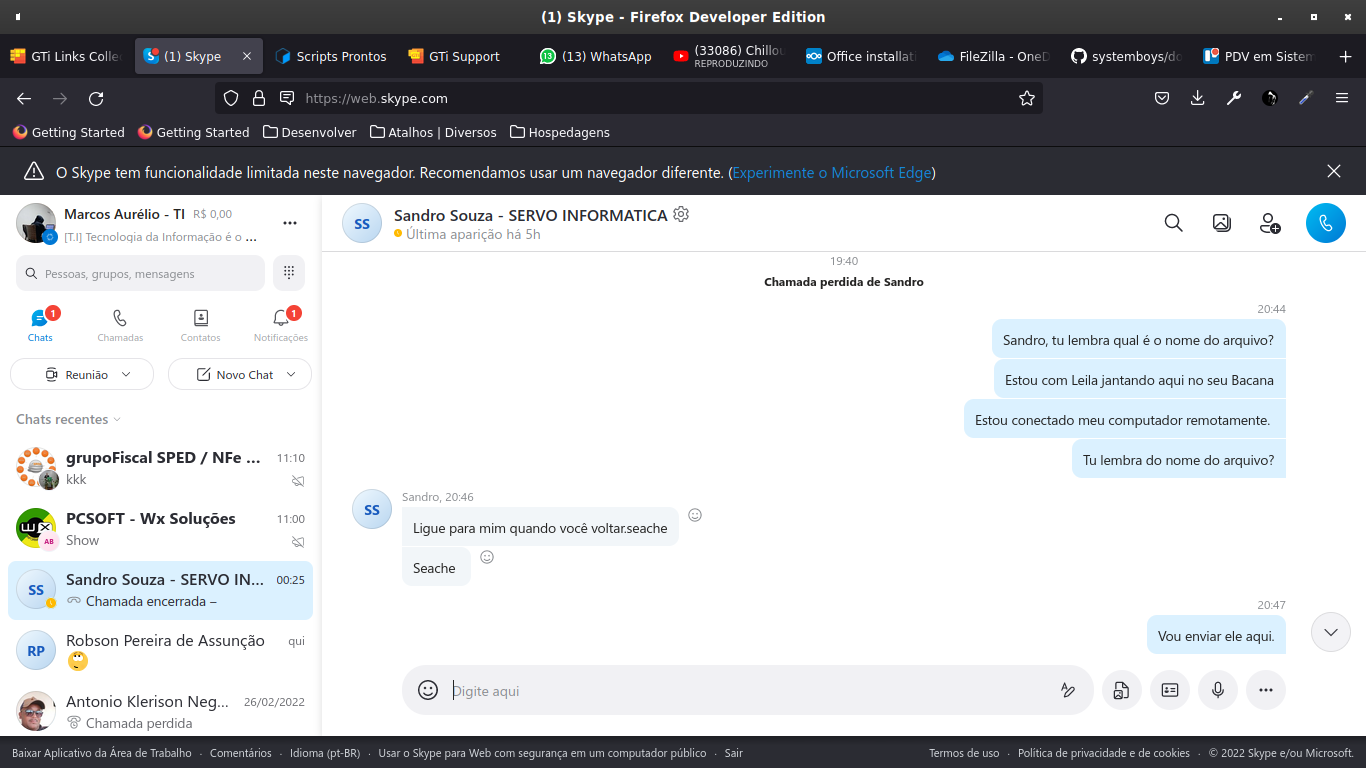 (1) Skype - Firefox Developer Edition
GTi Links Colle
(1) Skype
Scripts Prontos
GTi Support
13
(13) WhatsApp
(33086) Chillou
REPRODUZINDO
Office installati
FileZilla - OneD
systemboys/do
PDV em Sistem
https://web.skype.com
Getting Started
Getting Started
Desenvolver
Atalhos | Diversos
Hospedagens
O Skype tem funcionalidade limitada neste navegador. Recomendamos usar um navegador diferente. (Experimente o Microsoft Edge)
Marcos Aurélio - TI R$ 0,00
[T.I] Tecnologia da Informação é o ...
Pessoas, grupos, mensagens
1
1
Chats
Chamadas
Contatos
Notificações
Reunião
Novo Chat
Chats recentes
grupoFiscal SPED / NFe ... 11:10
kkk
PCSOFT - Wx Soluções 11:00
AB
Show
SS
Sandro Souza - SERVO IN... 00:25
Chamada encerrada –
RP
Robson Pereira de Assunção qui
Antonio Klerison Neg... 26/02/2022
Chamada perdida
SS
Sandro Souza - SERVO INFORMATICA
Última aparição há 5h
19:40
Chamada perdida de Sandro
20:44
Sandro, tu lembra qual é o nome do arquivo?
Estou com Leila jantando aqui no seu Bacana
Estou conectado meu computador remotamente.
Tu lembra do nome do arquivo?
SS
Sandro, 20:46
Ligue para mim quando você voltar.seache
Seache
20:47
Vou enviar ele aqui.
Digite aqui
Baixar Aplicativo da Área de Trabalho · Comentários · Idioma (pt-BR) · Usar o Skype para Web com segurança em um computador público · Sair
Termos de uso · Política de privacidade e de cookies · © 2022 Skype e/ou Microsoft.